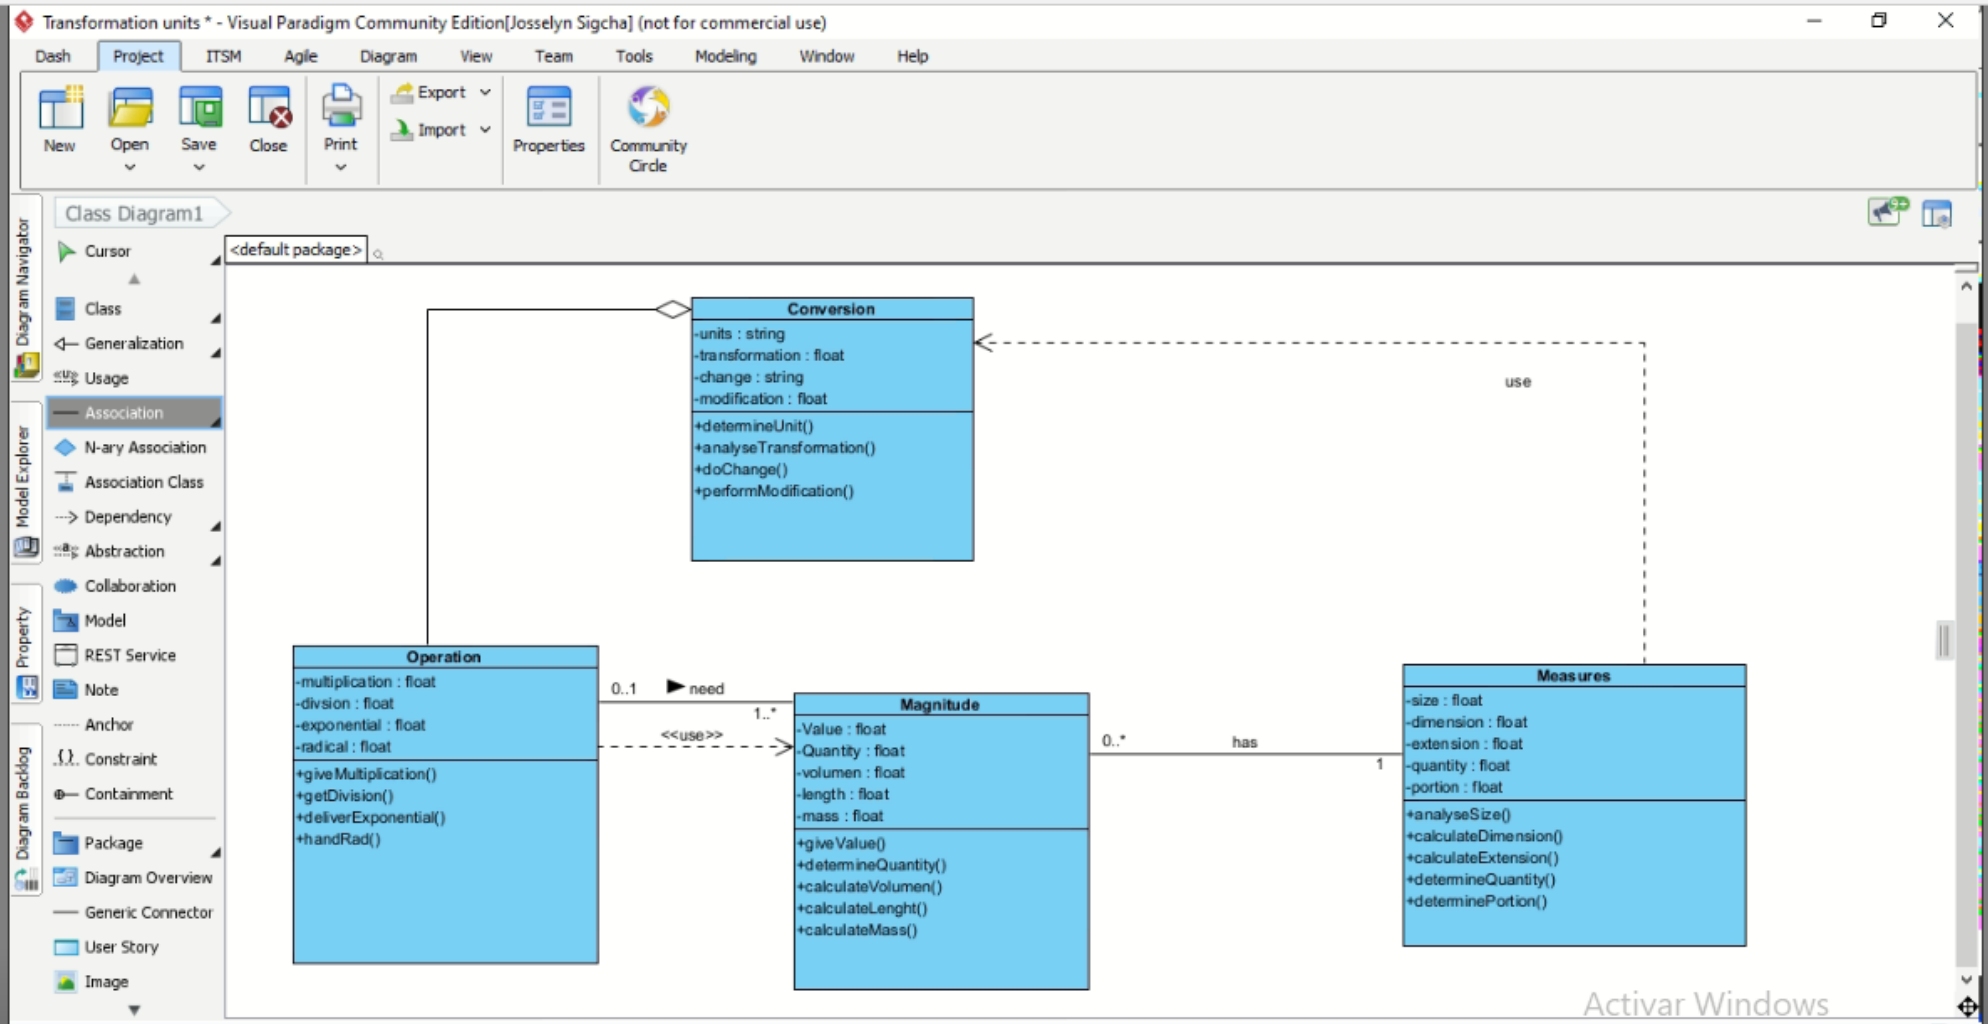 Transformation units * - Visual Paradigm Community Edition[Josselyn Sigcha] (not for commercial use)
Dash Project ITSM Agile Diagram View Team Tools Modeling Window Help
New Open Save Close Print Export Import Properties Community Circle
Class Diagram1
9+
Diagram Navigator
Model Explorer
Property
Diagram Backlog
Cursor
Class
Generalization
Usage
Association
N-ary Association
Association Class
Dependency
Abstraction
Collaboration
Model
REST Service
Note
Anchor
Constraint
Containment
Package
Diagram Overview
Generic Connector
User Story
Image
<default package>
Conversion
-units : string
-transformation : float
-change : string
-modification : float
+determineUnit()
+analyseTransformation()
+doChange()
+performModification()
use
Operation
-multiplication : float
-divsion : float
-exponential : float
-radical : float
+giveMultiplication()
+getDivision()
+deliverExponential()
+handRad()
0..1 need
1..*
<<use>>
Magnitude
-Value : float
-Quantity : float
-volumen : float
-length : float
-mass : float
+giveValue()
+determineQuantity()
+calculateVolumen()
+calculateLenght()
+calculateMass()
0..* has
1
Measures
-size : float
-dimension : float
-extension : float
-quantity : float
-portion : float
+analyseSize()
+calculateDimension()
+calculateExtension()
+determineQuantity()
+determinePortion()
Activar Windows